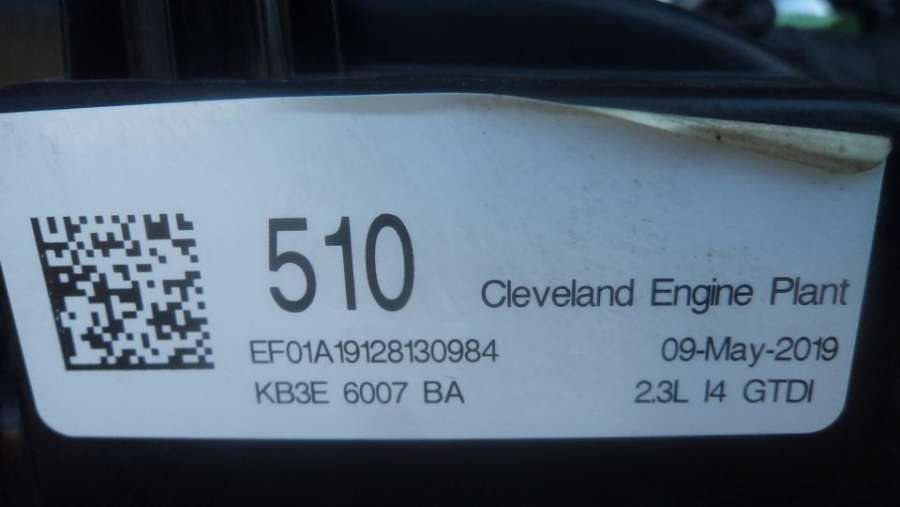 510
Cleveland Engine Plant
EF01A19128130984 09-May-2019
KB3E 6007 BA 2.3L I4 GTDI